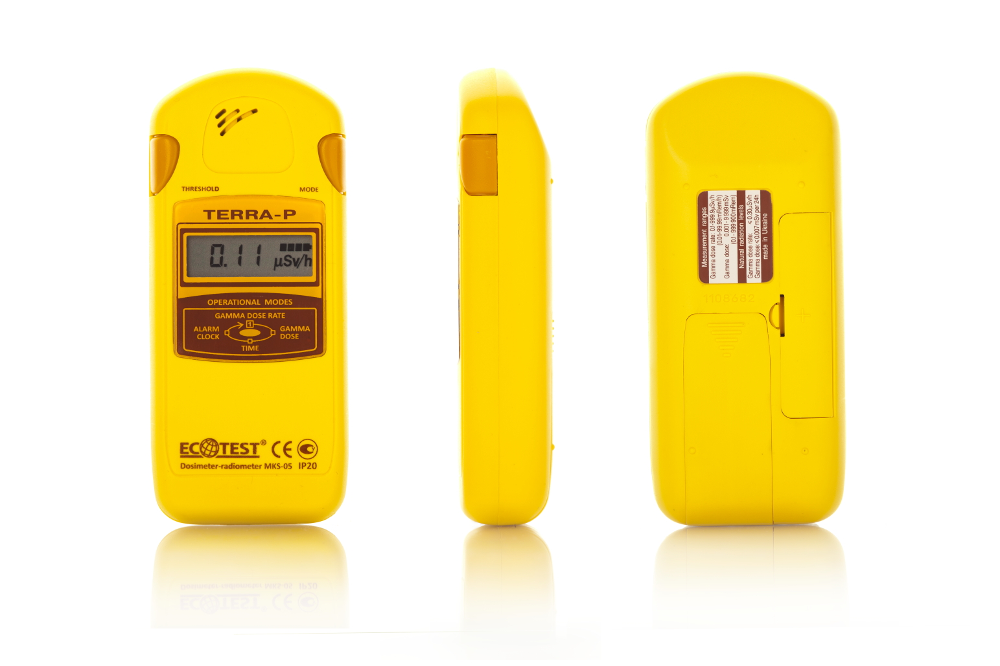 THRESHOLD
MODE
TERRA-P
0.11 µSv/h
OPERATIONAL MODES
GAMMA DOSE RATE
1
ALARM
CLOCK
GAMMA
DOSE
TIME
ECOTEST® CE
Dosimeter-radiometer MKS-05 IP20
Measurement ranges
Gamma dose rate: 0.1-999.9µSv/h
(0.01-99.99mRem/h)
Gamma dose: 0.001-9 999mSv
(0.1- 999.900mRem)
Natural radiation levels
Gamma dose rate: ⩽0.30µSv/h
Gamma dose: ⩽0.007mSv per 24h
made in Ukraine
1108602
+